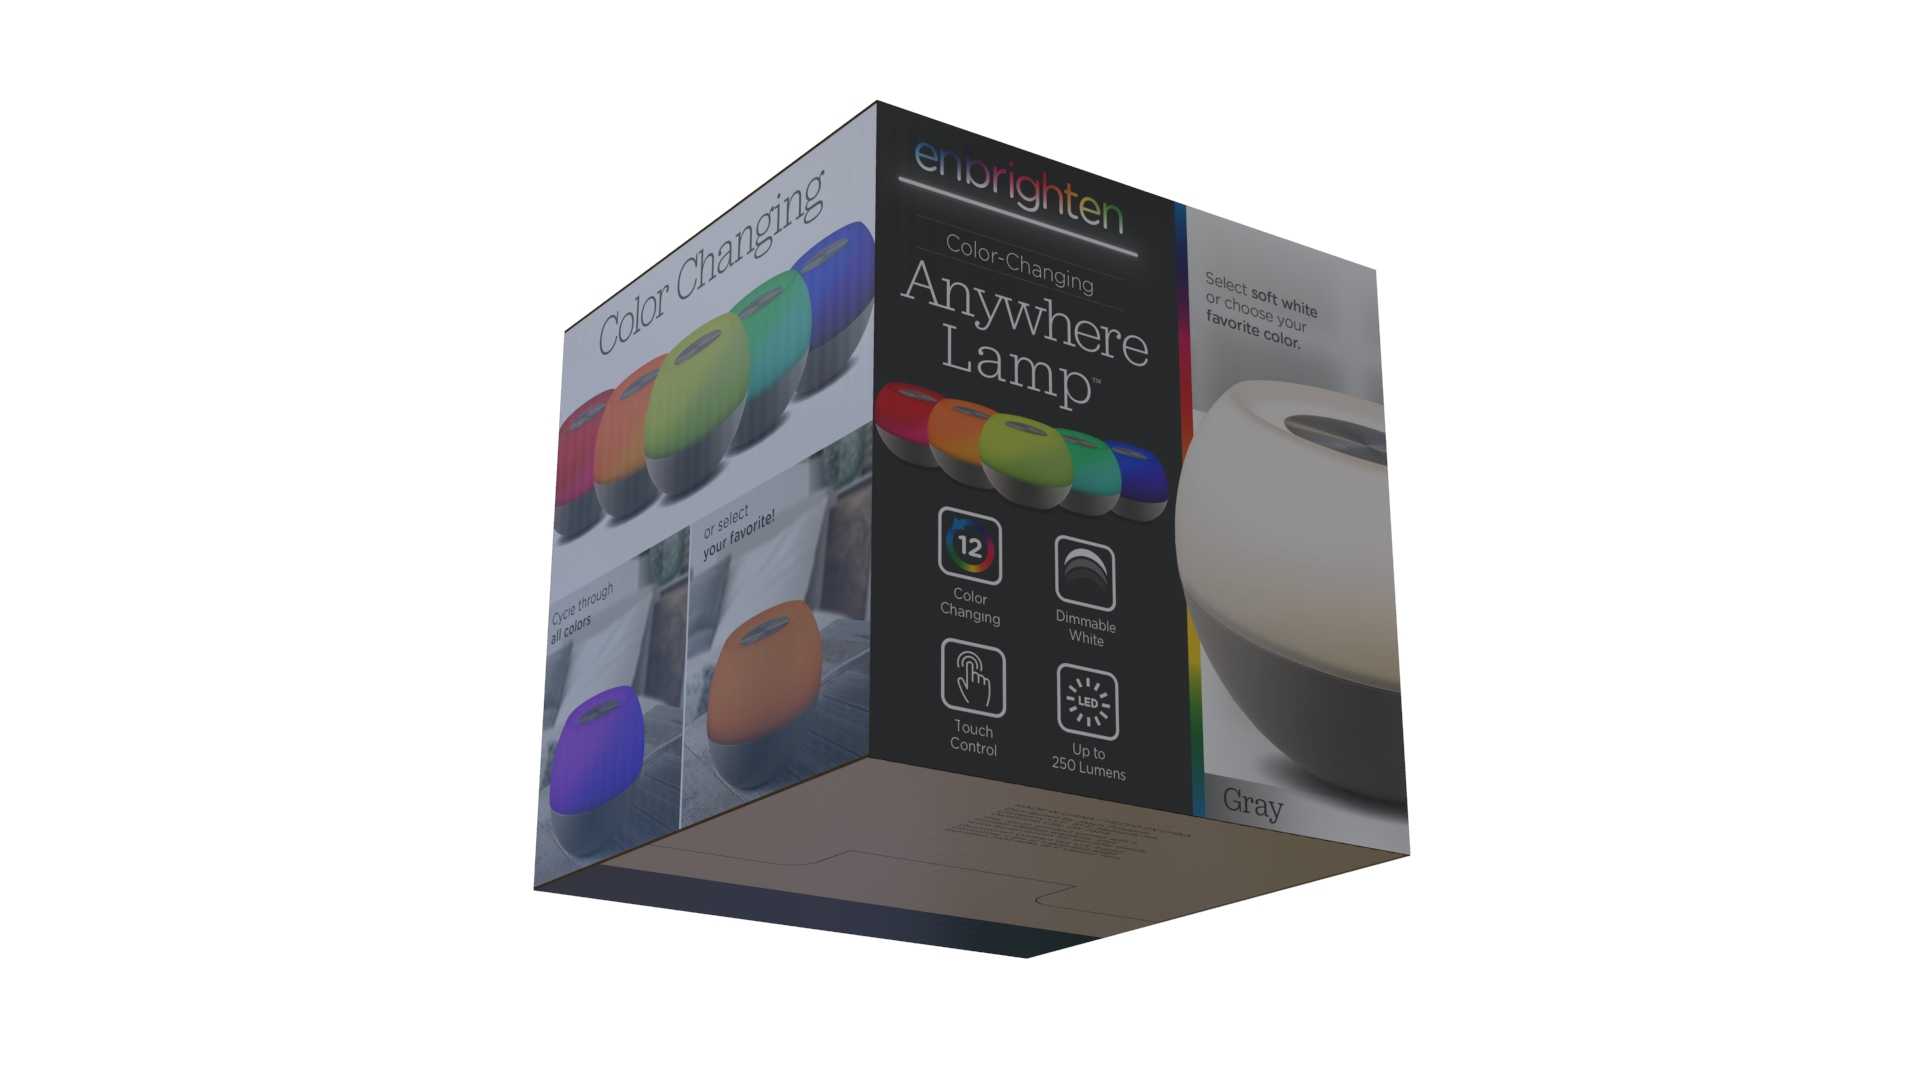 Color Changing
Cycle through
all colors
or select
your favorite!
enbrighten
Color-Changing
Anywhere
Lamp™
12
Color
Changing
Dimmable
White
Touch
Control
LED
Up to
250 Lumens
Select soft white
or choose your
favorite color.
Gray